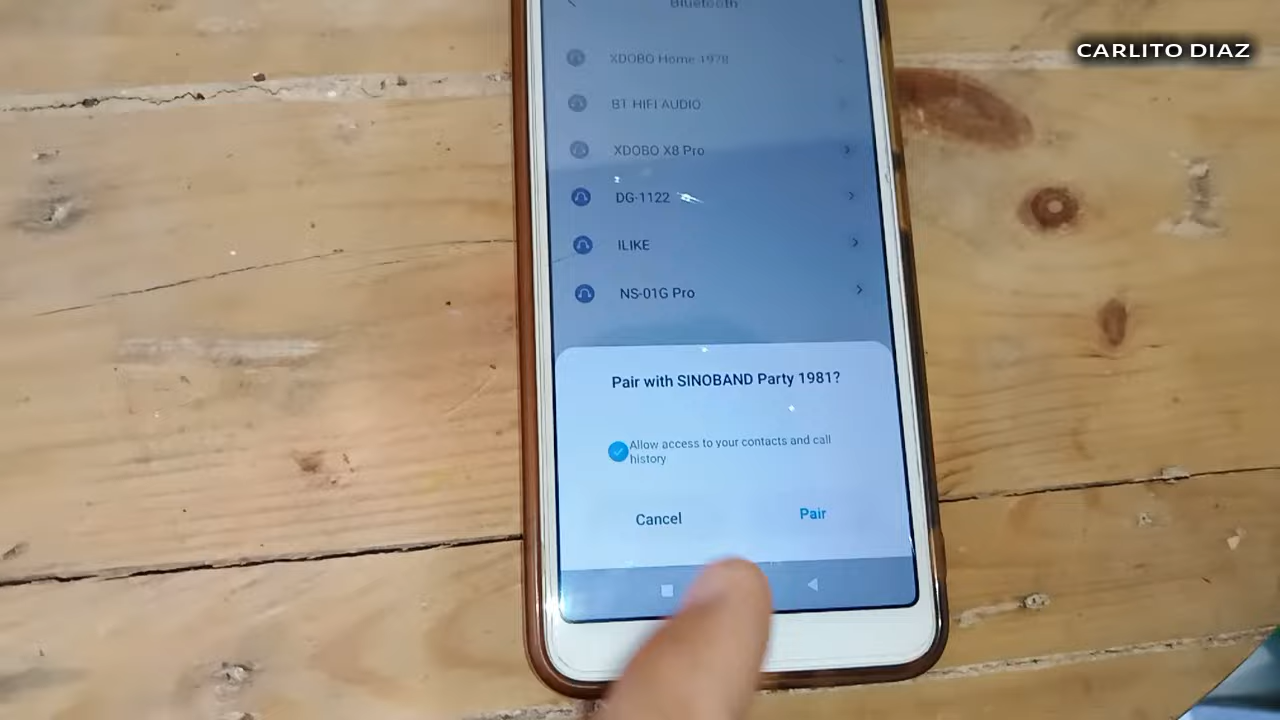 CARLITO DIAZ
Bluetooth
XDOBO Home 1978
BT HIFI AUDIO
XDOBO X8 Pro
DG-1122
ILIKE
NS-01G Pro
Pair with SINOBAND Party 1981?
Allow access to your contacts and call
history
Cancel
Pair